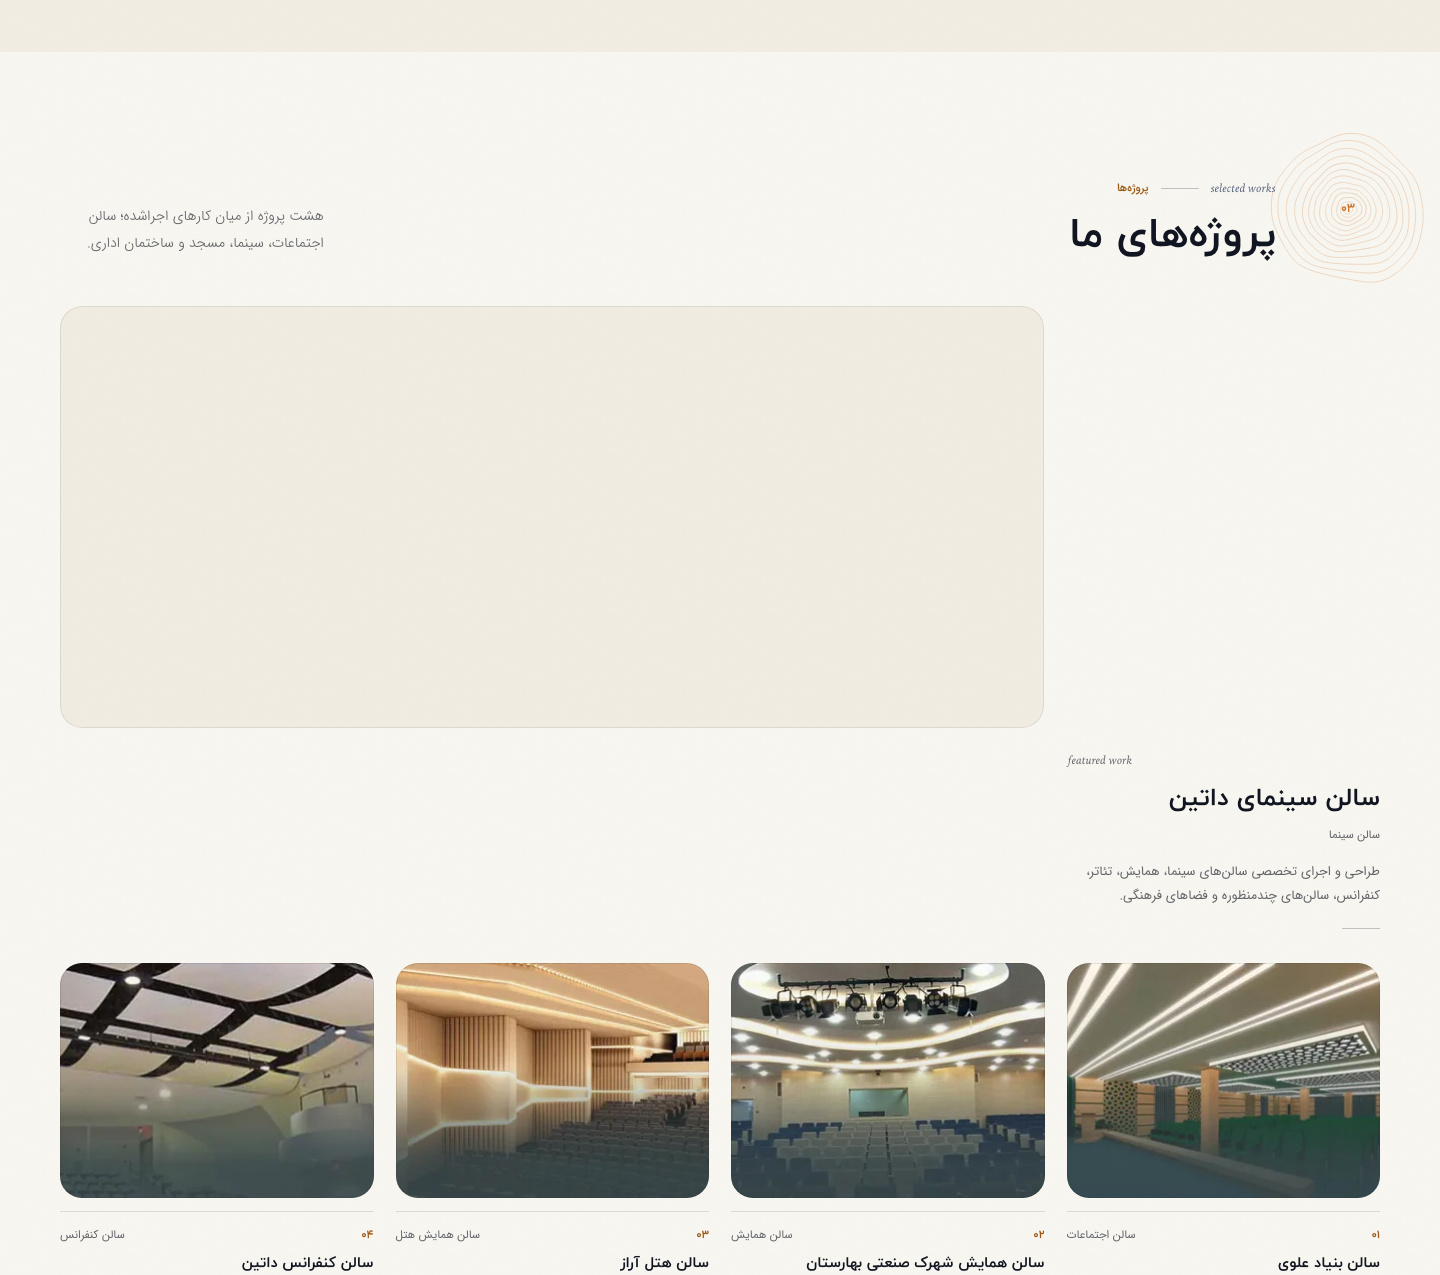 ۰۳
selected works پروژه‌ها
پروژه‌های ما
هشت پروژه از میان کارهای اجراشده؛ سالن
اجتماعات، سینما، مسجد و ساختمان اداری.
featured work
سالن سینمای داتین
سالن سینما
طراحی و اجرای تخصصی سالن‌های سینما، همایش، تئاتر،
کنفرانس، سالن‌های چندمنظوره و فضاهای فرهنگی.
۰۱ سالن اجتماعات
سالن بنیاد علوی
۰۲ سالن همایش
سالن همایش شهرک صنعتی بهارستان
۰۳ سالن همایش هتل
سالن هتل آراز
۰۴ سالن کنفرانس
سالن کنفرانس داتین